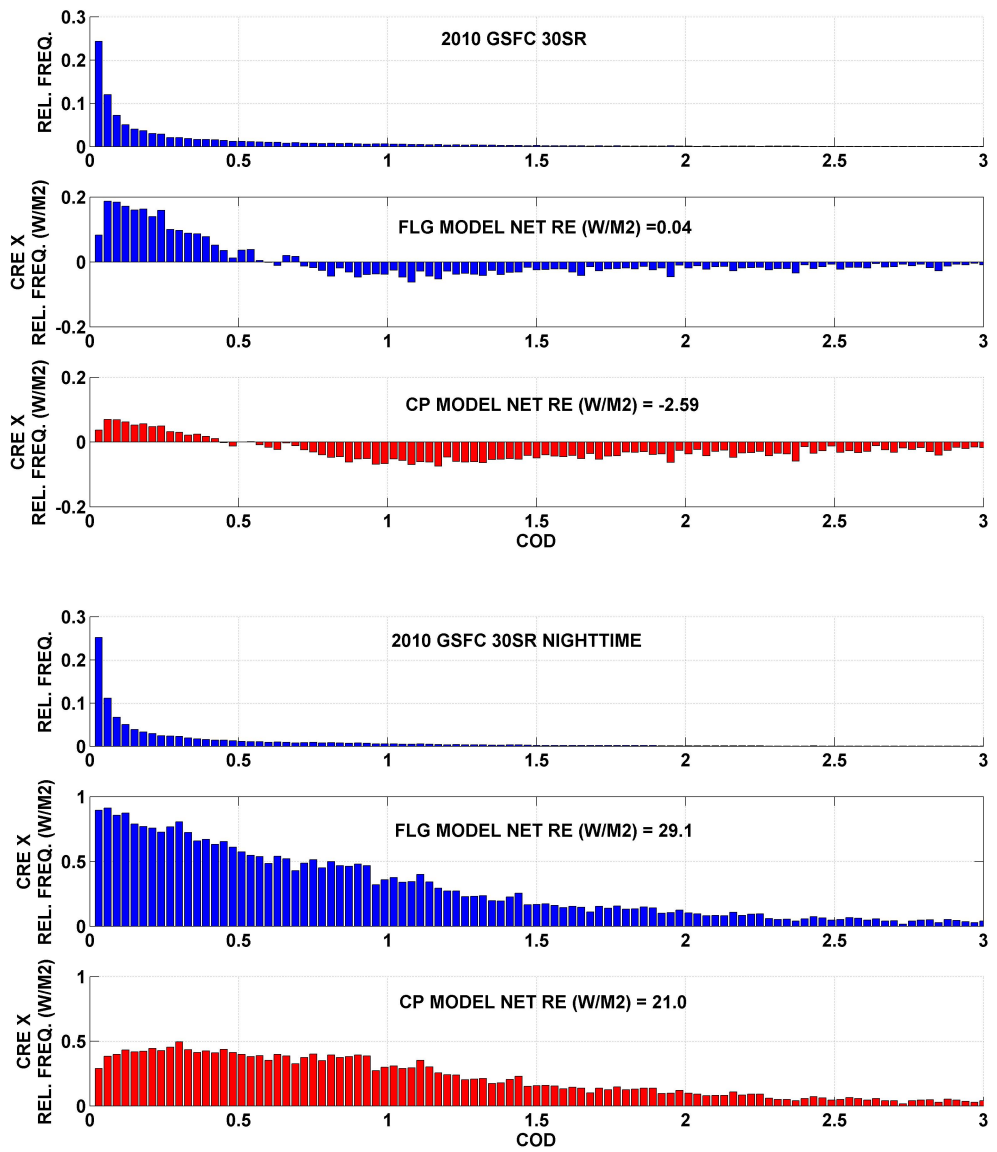 0.3
0.2
0.1
0
REL. FREQ.
2010 GSFC 30SR
0 0.5 1 1.5 2 2.5 3
0.2
0
-0.2
CRE X
REL. FREQ. (W/M2)
FLG MODEL NET RE (W/M2) =0.04
0 0.5 1 1.5 2 2.5 3
0.2
0
-0.2
CRE X
REL. FREQ. (W/M2)
CP MODEL NET RE (W/M2) = -2.59
0 0.5 1 1.5 2 2.5 3
COD
0.3
0.2
0.1
0
REL. FREQ.
2010 GSFC 30SR NIGHTTIME
0 0.5 1 1.5 2 2.5 3
1
0.5
0
CRE X
REL. FREQ. (W/M2)
FLG MODEL NET RE (W/M2) = 29.1
0 0.5 1 1.5 2 2.5 3
1
0.5
0
CRE X
REL. FREQ. (W/M2)
CP MODEL NET RE (W/M2) = 21.0
0 0.5 1 1.5 2 2.5 3
COD